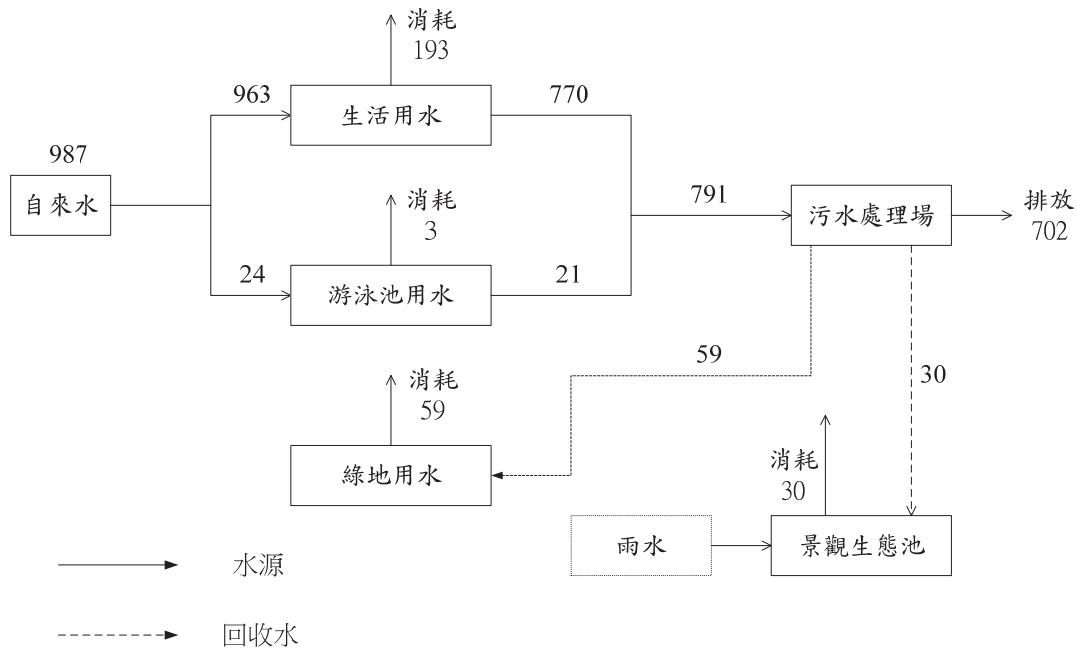 消耗
193
963
生活用水
770
987
自來水
消耗
3
791
污水處理場
排放
702
24
游泳池用水
21
59
30
消耗
59
綠地用水
消耗
30
雨水
景觀生態池
水源
回收水